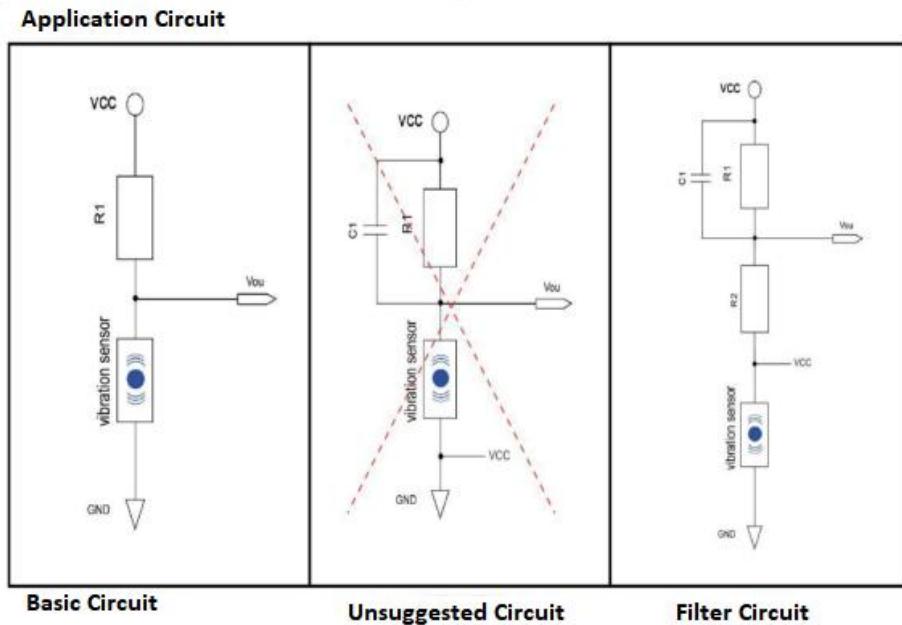 Application Circuit
VCC
R1
Vou
vibration sensor
GND
Basic Circuit
VCC
C1
R1
Vou
vibration sensor
VCC
GND
Unsuggested Circuit
VCC
C1
R1
Vou
R2
VCC
vibration sensor
GND
Filter Circuit